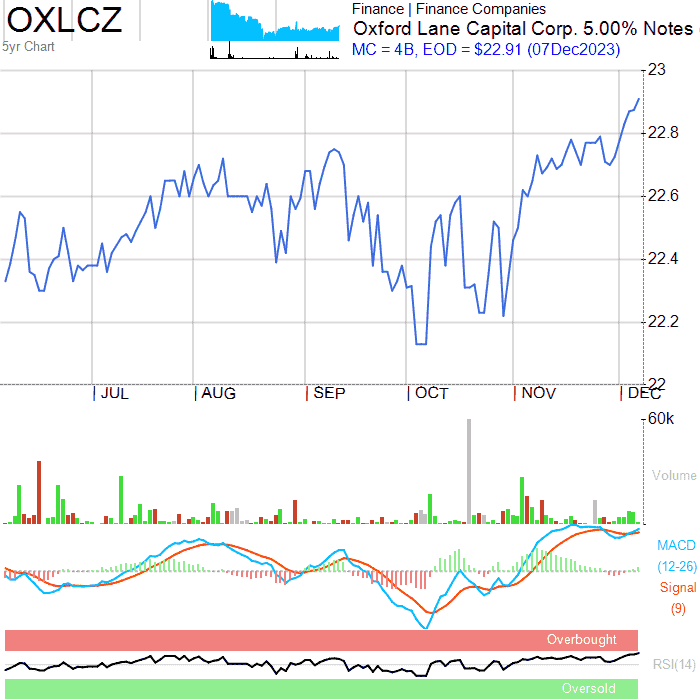 OXLCZ
5yr Chart
Finance | Finance Companies
Oxford Lane Capital Corp. 5.00% Notes
MC = 4B, EOD = $22.91 (07Dec2023)
23
22.8
22.6
22.4
22.2
22
JUL AUG SEP OCT NOV DEC
60k
Volume
MACD
(12-26)
Signal
(9)
Overbought
RSI(14)
Oversold